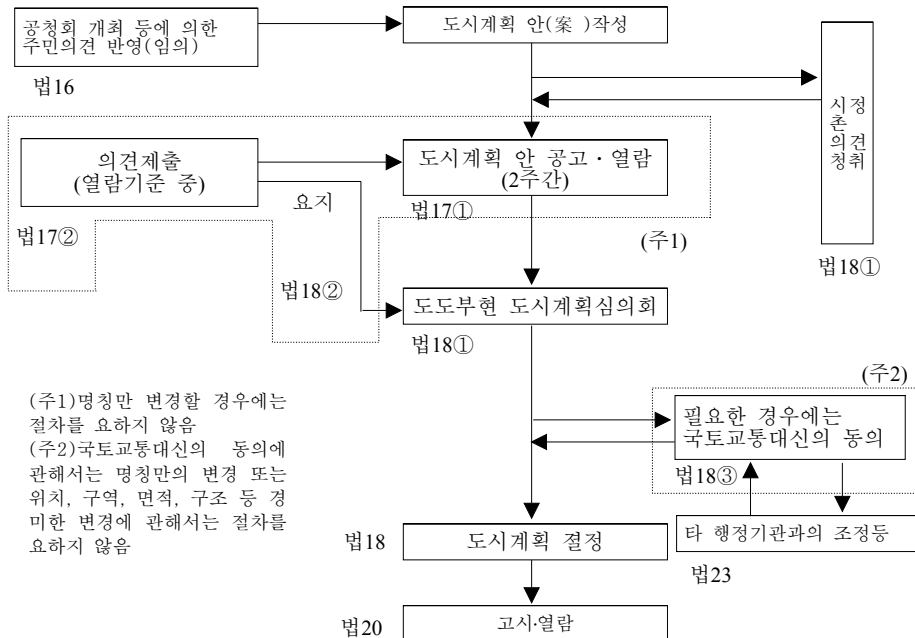 공청회 개최 등에 의한
주민의견 반영(임의)
도시계획 안(案 )작성
법16
시정
촌
의견
청취
법18①
의견제출
(열람기준 중)
요지
도시계획 안 공고 · 열람
(2주간)
법17①
법17②
(주1)
법18②
도도부현 도시계획심의회
법18①
(주2)
필요한 경우에는
국토교통대신의 동의
법18③
(주1)명칭만 변경할 경우에는
절차를 요하지 않음
(주2)국토교통대신의 동의에
관해서는 명칭만의 변경 또는
위치, 구역, 면적, 구조 등 경
미한 변경에 관해서는 절차를
요하지 않음
타 행정기관과의 조정등
법23
법18
도시계획 결정
법20
고시·열람